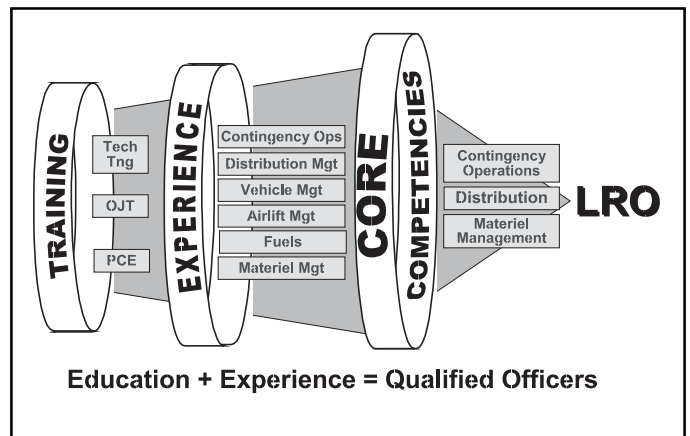 TRAINING
Tech
Tng
OJT
PCE
EXPERIENCE
Contingency Ops
Distribution Mgt
Vehicle Mgt
Airlift Mgt
Fuels
Materiel Mgt
CORE
COMPETENCIES
Contingency
Operations
Distribution
Materiel
Management
LRO
Education + Experience = Qualified Officers